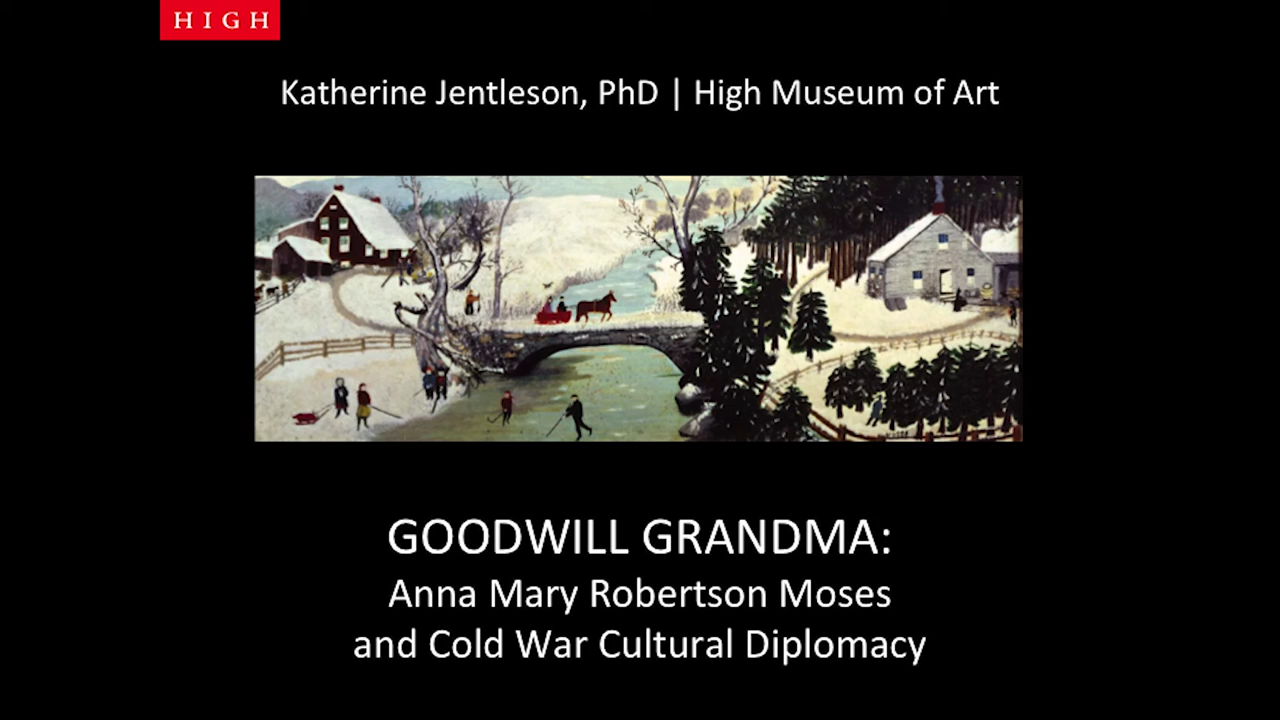 HIGH
Katherine Jentleson, PhD | High Museum of Art
GOODWILL GRANDMA:
Anna Mary Robertson Moses
and Cold War Cultural Diplomacy